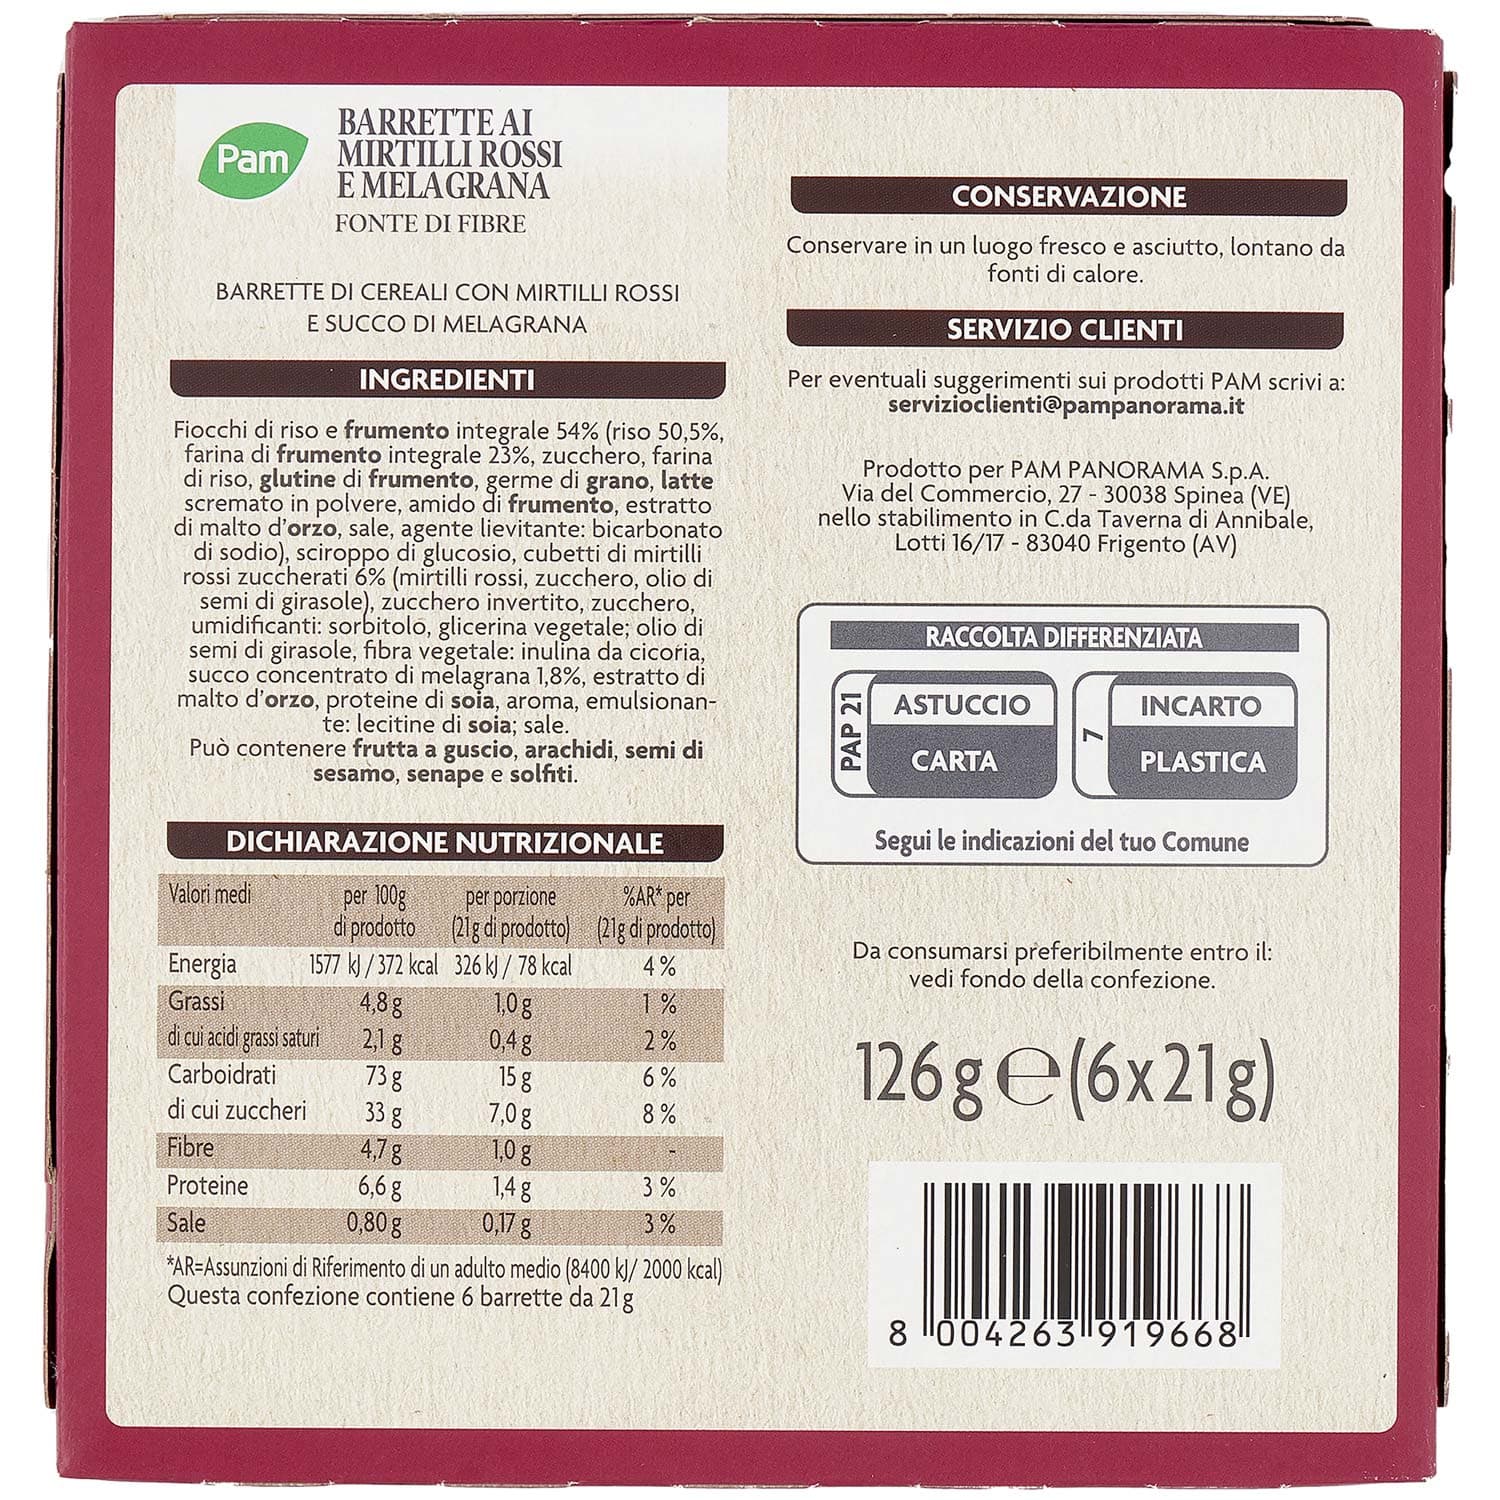 Pam
BARRETTE AI
MIRTILLI ROSSI
E MELAGRANA
FONTE DI FIBRE
BARRETTE DI CEREALI CON MIRTILLI ROSSI
E SUCCO DI MELAGRANA
INGREDIENTI
Fiocchi di riso e frumento integrale 54% (riso 50,5%,
farina di frumento integrale 23%, zucchero, farina
di riso, glutine di frumento, germe di grano, latte
scremato in polvere, amido di frumento, estratto
di malto d'orzo, sale, agente lievitante: bicarbonato
di sodio), sciroppo di glucosio, cubetti di mirtilli
rossi zuccherati 6% (mirtilli rossi, zucchero, olio di
semi di girasole), zucchero invertito, zucchero,
umidificanti: sorbitolo, glicerina vegetale; olio di
semi di girasole, fibra vegetale: inulina da cicoria,
succo concentrato di melagrana 1,8%, estratto di
malto d'orzo, proteine di soia, aroma, emulsionan-
te: lecitine di soia; sale.
Può contenere frutta a guscio, arachidi, semi di
sesamo, senape e solfiti.
DICHIARAZIONE NUTRIZIONALE
Valori medi per 100g per porzione %AR* per
di prodotto (21g di prodotto) (21g di prodotto)
Energia 1577 kJ / 372 kcal 326 kJ / 78 kcal 4 %
Grassi 4,8 g 1,0 g 1 %
di cui acidi grassi saturi 2,1 g 0,4 g 2 %
Carboidrati 73 g 15 g 6 %
di cui zuccheri 33 g 7,0 g 8 %
Fibre 4,7 g 1,0 g -
Proteine 6,6 g 1,4 g 3 %
Sale 0,80 g 0,17 g 3 %
*AR=Assunzioni di Riferimento di un adulto medio (8400 kJ/ 2000 kcal)
Questa confezione contiene 6 barrette da 21g
CONSERVAZIONE
Conservare in un luogo fresco e asciutto, lontano da
fonti di calore.
SERVIZIO CLIENTI
Per eventuali suggerimenti sui prodotti PAM scrivi a:
servizioclienti@pampanorama.it
Prodotto per PAM PANORAMA S.p.A.
Via del Commercio, 27 - 30038 Spinea (VE)
nello stabilimento in C.da Taverna di Annibale,
Lotti 16/17 - 83040 Frigento (AV)
RACCOLTA DIFFERENZIATA
PAP 21
ASTUCCIO
CARTA
7
INCARTO
PLASTICA
Segui le indicazioni del tuo Comune
Da consumarsi preferibilmente entro il:
vedi fondo della confezione.
126 g ℮ (6x21g)
8 004263 919668